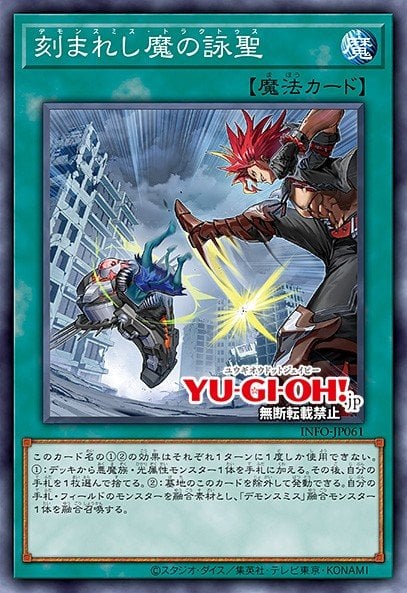 デモンスミス・トラクトゥス
刻まれし魔の詠聖
魔
ま ほう
【魔法カード】
ユウギオウドットジェイピー
YU-GI-OH!.jp
無断転載禁止
INFO-JP061
このカード名の①②の効果はそれぞれ1ターンに1度しか使用できない。
①：デッキから悪魔族・光属性モンスター1体を手札に加える。その後、自分の
手札を1枚選んで捨てる。②：墓地のこのカードを除外して発動できる。自分の
手札・フィールドのモンスターを融合素材とし、「デモンスミス」融合モンスター
1体を融合召喚する。
©スタジオ・ダイス／集英社・テレビ東京・KONAMI